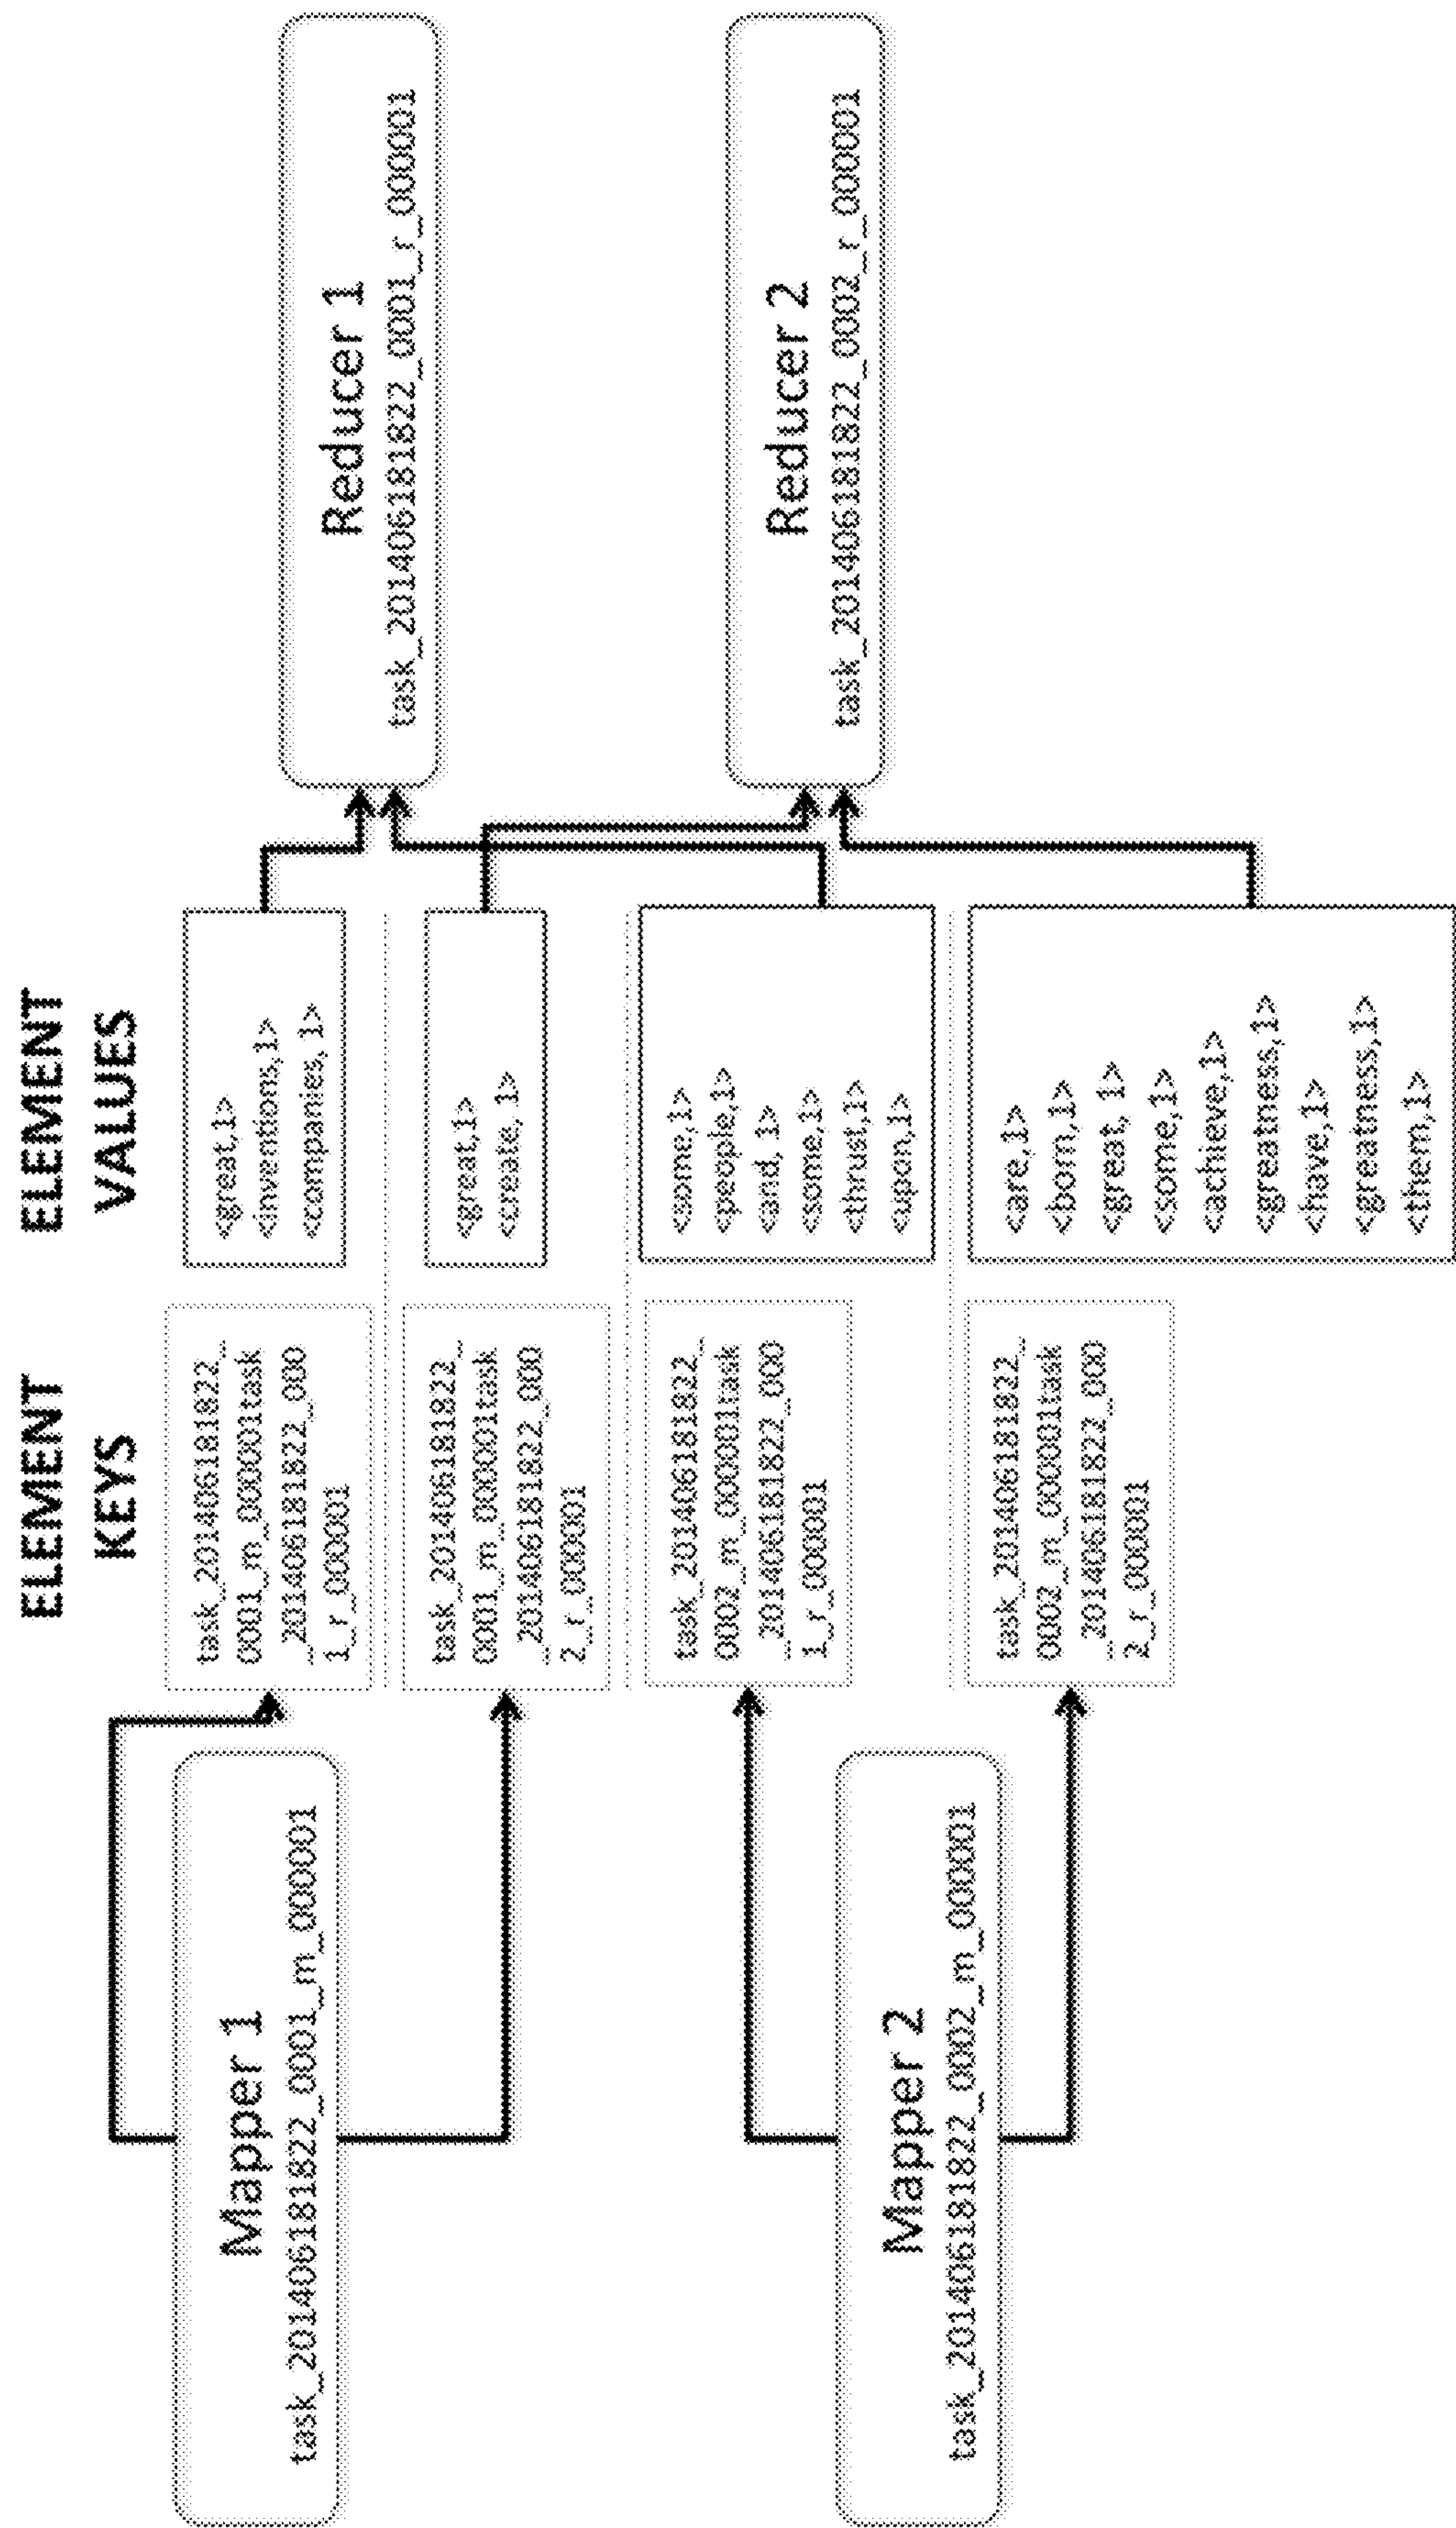 ELEMENT
KEYS
ELEMENT
VALUES
Mapper 1
task_201406181822_0001_m_000001
task_201406181822_
0001_m_000001task
_201406181822_000
1_r_000001
<great,1>
<inventions,1>
<companies, 1>
task_201406181822_
0001_m_000001task
_201406181822_000
2_r_000001
<great,1>
<create, 1>
Reducer 1
task_201406181822_0001_r_000001
Mapper 2
task_201406181822_0002_m_000001
task_201406181822_
0002_m_000001task
_201406181822_000
1_r_000001
<some,1>
<people,1>
<and, 1>
<some,1>
<thrust,1>
<upon,1>
task_201406181822_
0002_m_000001task
_201406181822_000
2_r_000001
<are,1>
<born,1>
<great, 1>
<some,1>
<achieve,1>
<greatness,1>
<have,1>
<greatness,1>
<them,1>
Reducer 2
task_201406181822_0002_r_000001